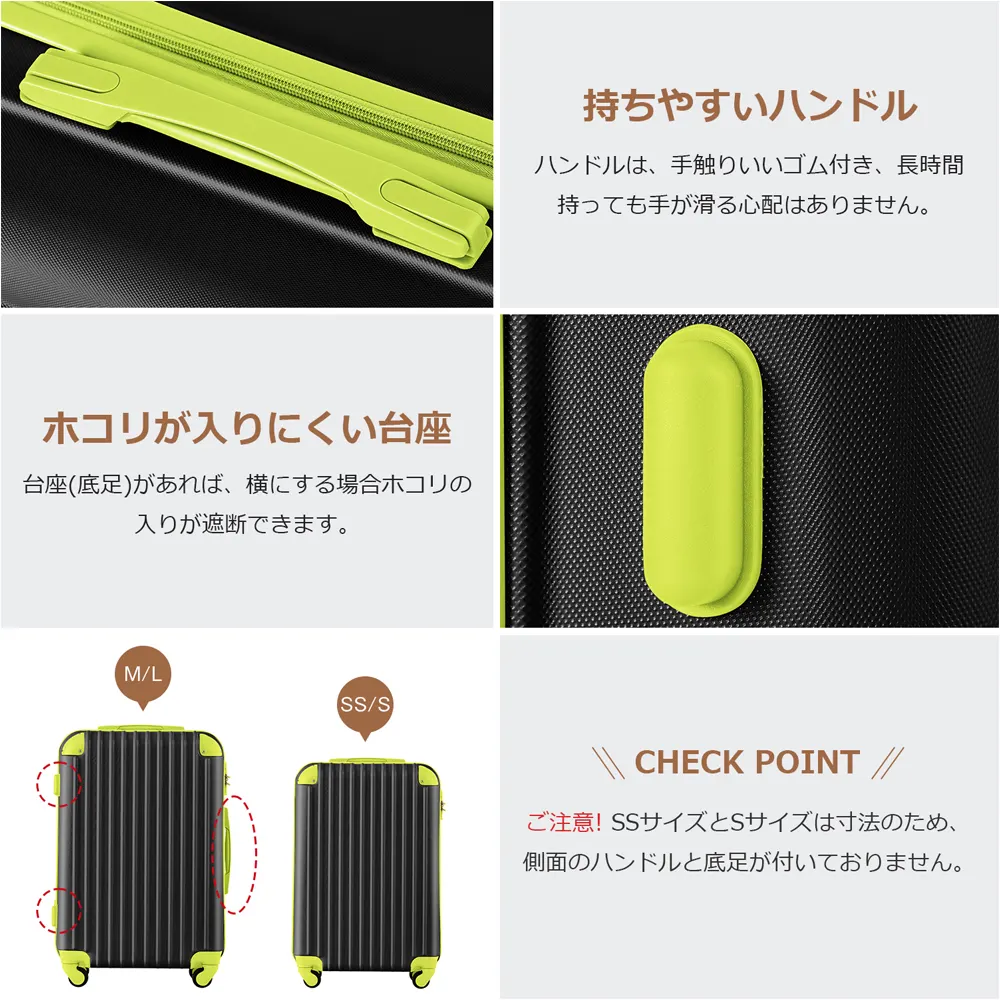 持ちやすいハンドル
ハンドルは、手触りいいゴム付き、長時間
持っても手が滑る心配はありません。
ホコリが入りにくい台座
台座(底足)があれば、横にする場合ホコリの
入りが遮断できます。
M/L
SS/S
CHECK POINT
ご注意! SSサイズとSサイズは寸法のため、
側面のハンドルと底足が付いておりません。